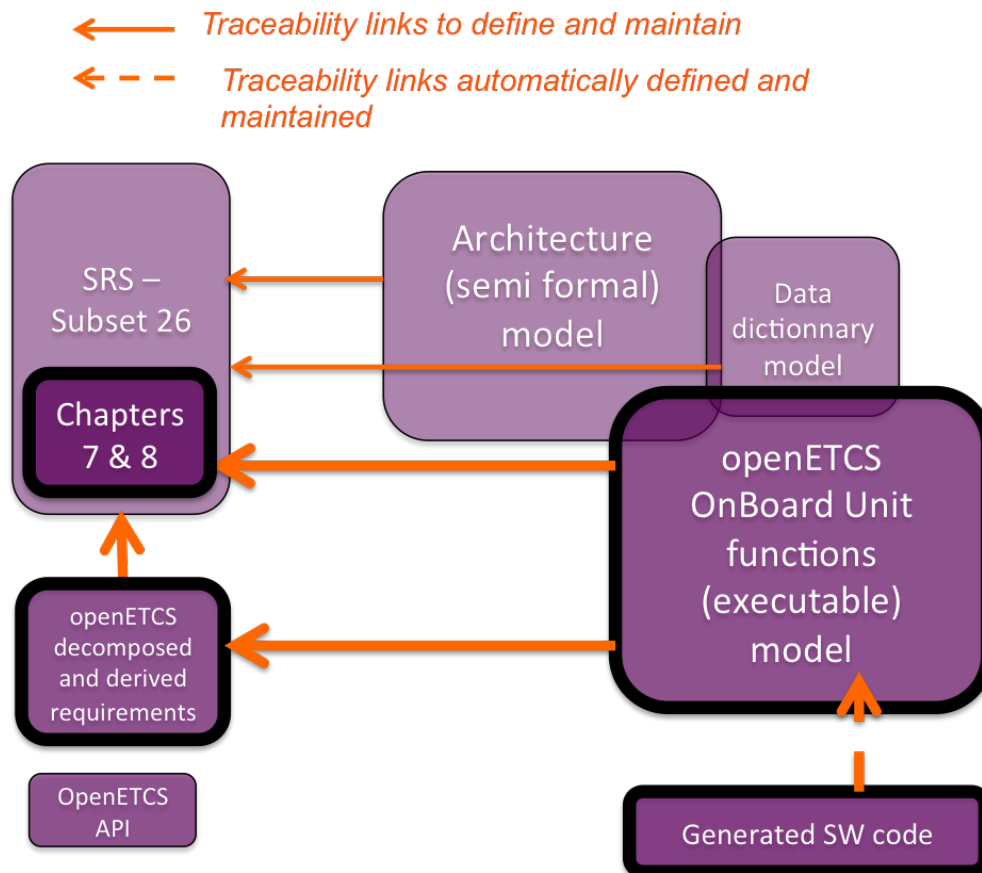 Traceability links to define and maintain
Traceability links automatically defined and
maintained
SRS –
Subset 26
Chapters
7 & 8
Architecture
(semi formal)
model
Data
dictionnary
model
openETCS
OnBoard Unit
functions
(executable)
model
openETCS
decomposed
and derived
requirements
OpenETCS
API
Generated SW code